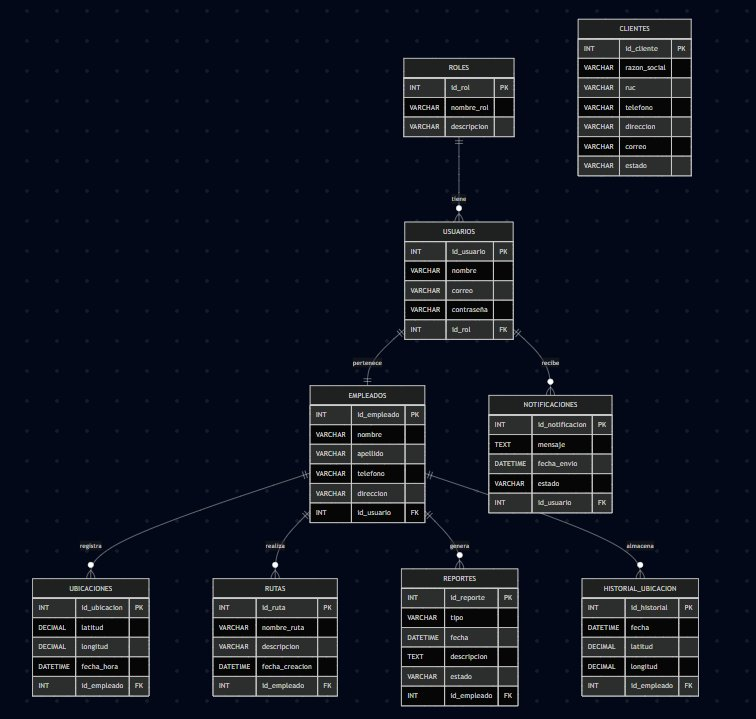 CLIENTES
INT id_cliente PK
VARCHAR razon_social
VARCHAR ruc
VARCHAR telefono
VARCHAR direccion
VARCHAR correo
VARCHAR estado
ROLES
INT id_rol PK
VARCHAR nombre_rol
VARCHAR descripcion
tiene
USUARIOS
INT id_usuario PK
VARCHAR nombre
VARCHAR correo
VARCHAR contraseña
INT id_rol FK
pertenece
recibe
EMPLEADOS
INT id_empleado PK
VARCHAR nombre
VARCHAR apellido
VARCHAR telefono
VARCHAR direccion
INT id_usuario FK
NOTIFICACIONES
INT id_notificacion PK
TEXT mensaje
DATETIME fecha_envio
VARCHAR estado
INT id_usuario FK
registra
realiza
genera
almacena
UBICACIONES
INT id_ubicacion PK
DECIMAL latitud
DECIMAL longitud
DATETIME fecha_hora
INT id_empleado FK
RUTAS
INT id_ruta PK
VARCHAR nombre_ruta
VARCHAR descripcion
DATETIME fecha_creacion
INT id_empleado FK
REPORTES
INT id_reporte PK
VARCHAR tipo
DATETIME fecha
TEXT descripcion
VARCHAR estado
INT id_empleado FK
HISTORIAL_UBICACION
INT id_historial PK
DATETIME fecha
DECIMAL latitud
DECIMAL longitud
INT id_empleado FK